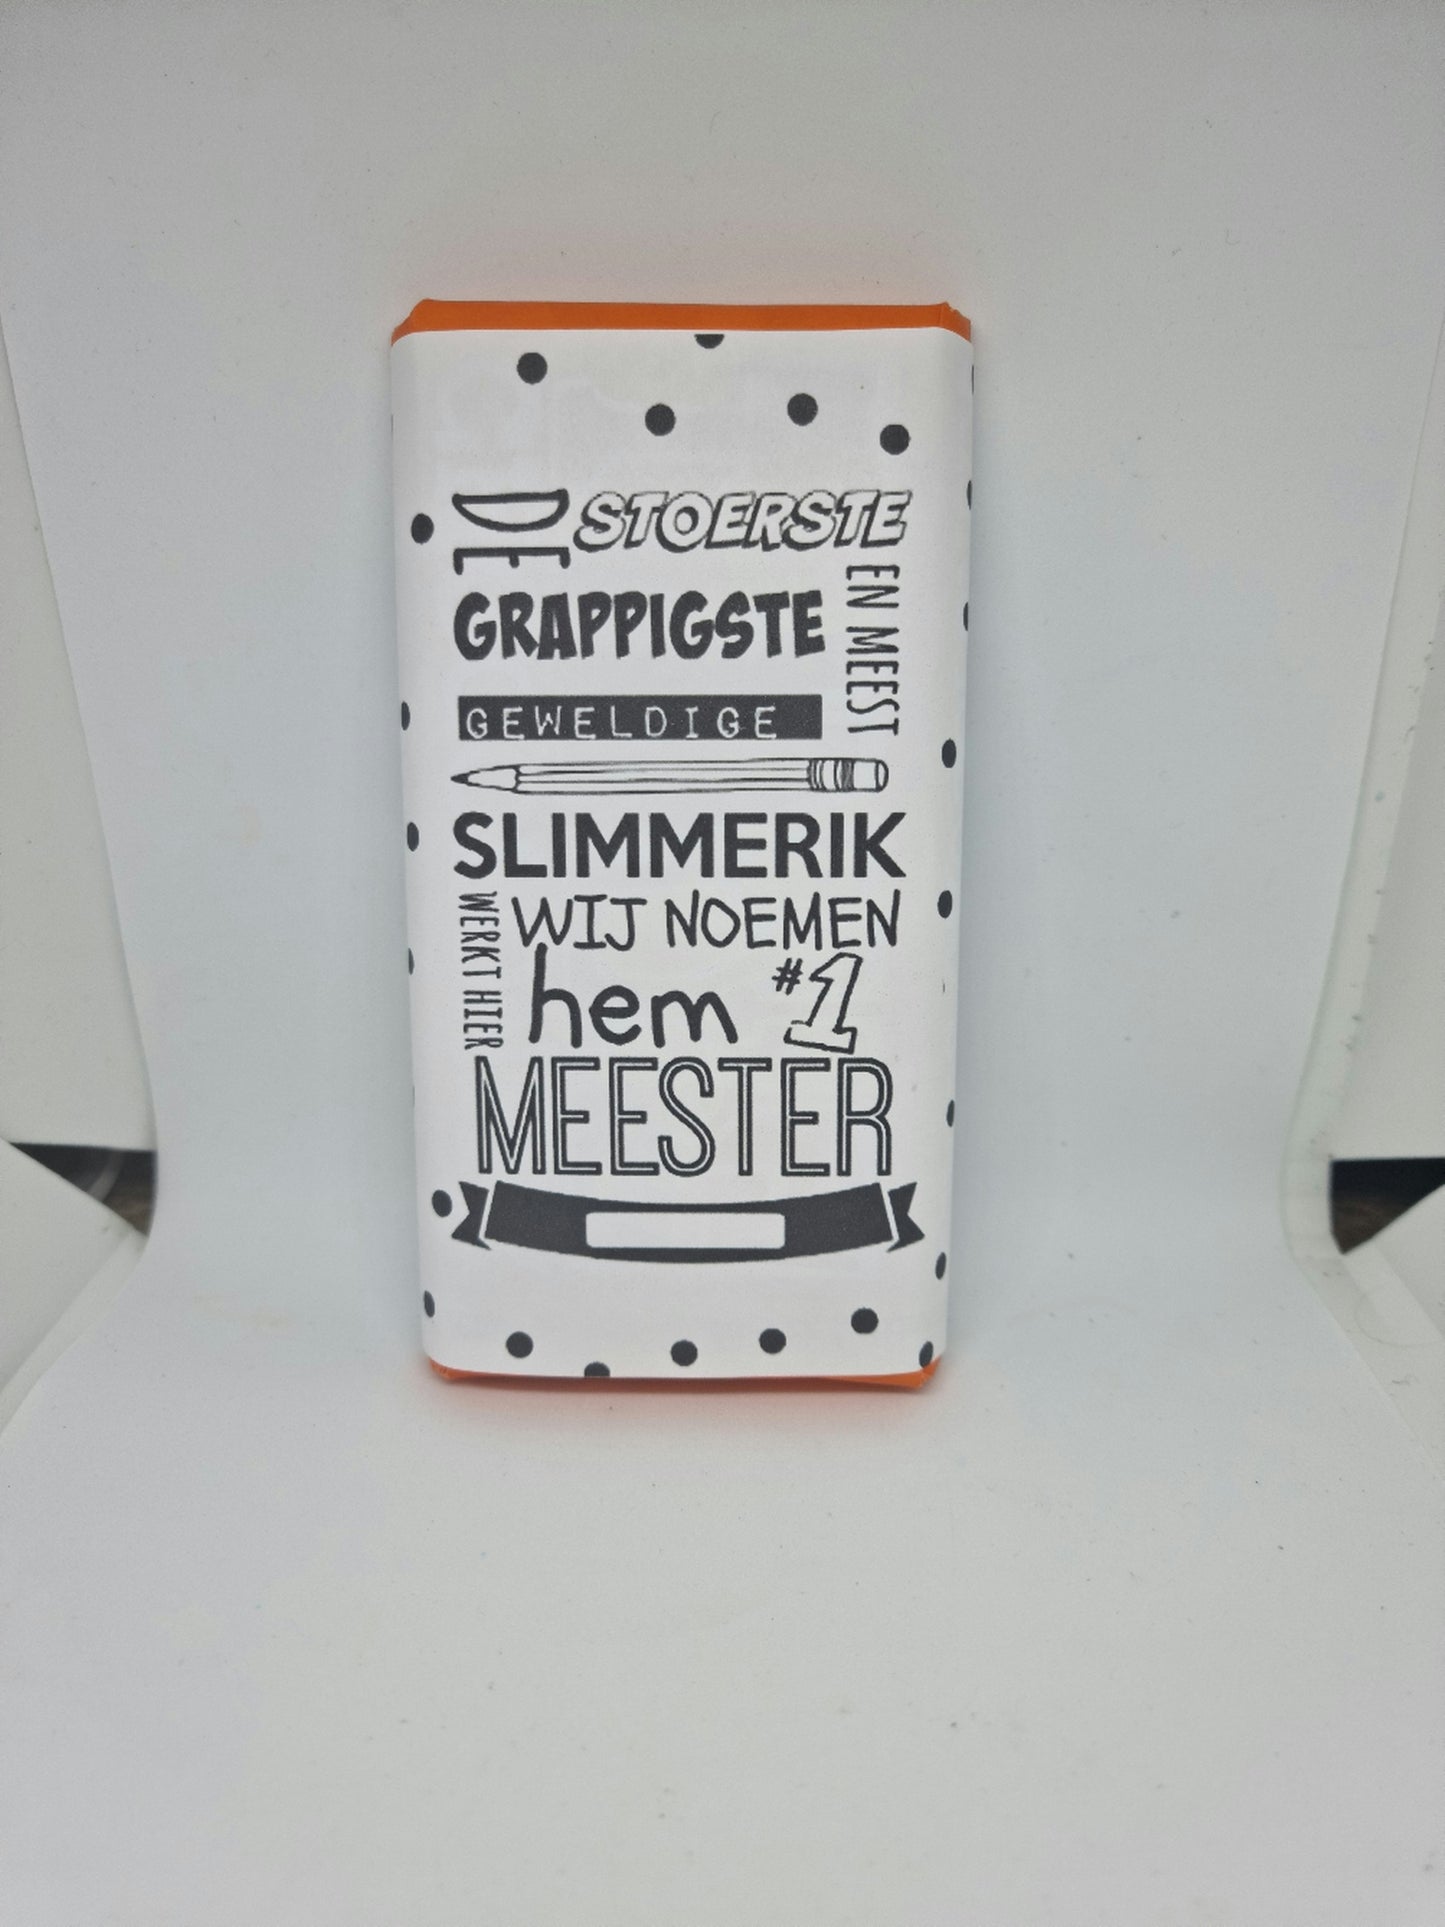 DE STOERSTE
GRAPPIGSTE
EN MEEST
GEWELDIGE
SLIMMERIK
WERKT HIER
WIJ NOEMEN
hem #1
MEESTER